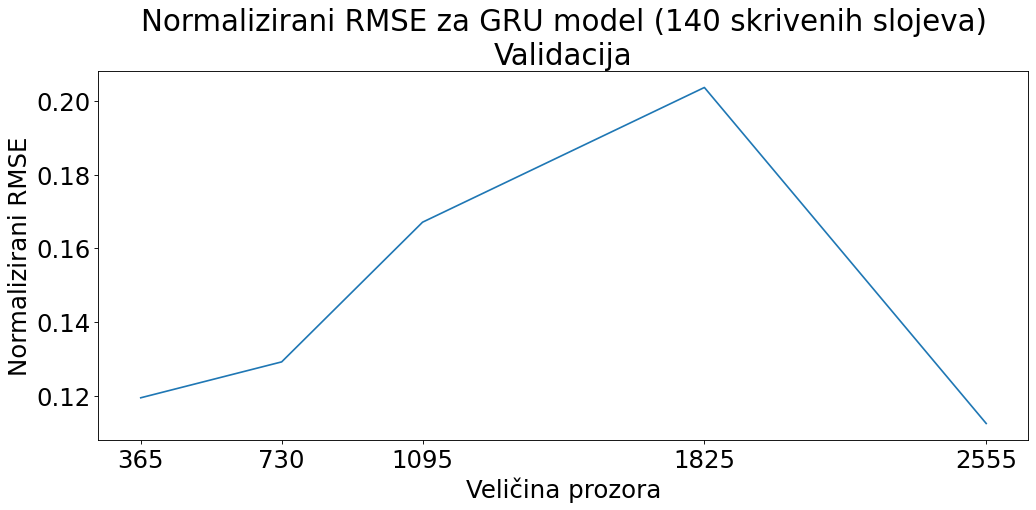 Normalizirani RMSE za GRU model (140 skrivenih slojeva)
Validacija
Normalizirani RMSE
0.20
0.18
0.16
0.14
0.12
365 730 1095 1825 2555
Veličina prozora